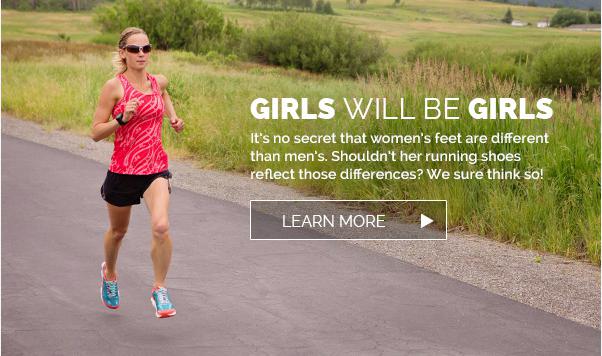 GIRLS WILL BE GIRLS
It's no secret that women's feet are different
than men's. Shouldn't her running shoes
reflect those differences? We sure think so!
LEARN MORE